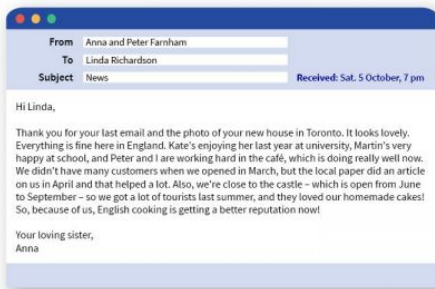 From Anna and Peter Farnham
To Linda Richardson
Subject News Received: Sat. 5 October, 7 pm
Hi Linda,
Thank you for your last email and the photo of your new house in Toronto. It looks lovely.
Everything is fine here in England. Kate's enjoying her last year at university, Martin's very
happy at school, and Peter and I are working hard in the café, which is doing really well now.
We didn't have many customers when we opened in March, but the local paper did an article
on us in April and that helped a lot. Also, we're close to the castle – which is open from June
to September – so we got a lot of tourists last summer, and they loved our homemade cakes!
So, because of us, English cooking is getting a better reputation now!
Your loving sister,
Anna